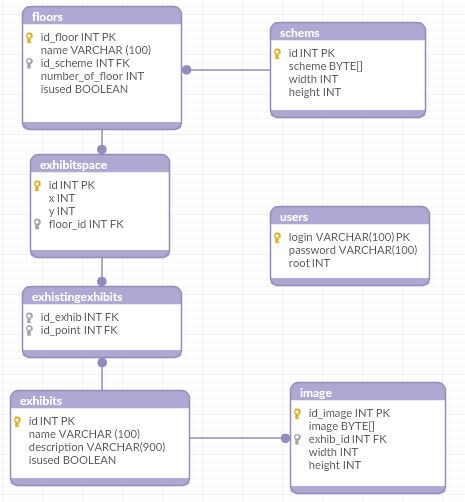 floors
id_floor INT PK
name VARCHAR (100)
id_scheme INT FK
number_of_floor INT
isused BOOLEAN
schems
id INT PK
scheme BYTE[]
width INT
height INT
exhibitspace
id INT PK
x INT
y INT
floor_id INT FK
users
login VARCHAR(100) PK
password VARCHAR(100)
root INT
exhistingexhibits
id_exhib INT FK
id_point INT FK
exhibits
id INT PK
name VARCHAR (100)
description VARCHAR(900)
isused BOOLEAN
image
id_image INT PK
image BYTE[]
exhib_id INT FK
width INT
height INT